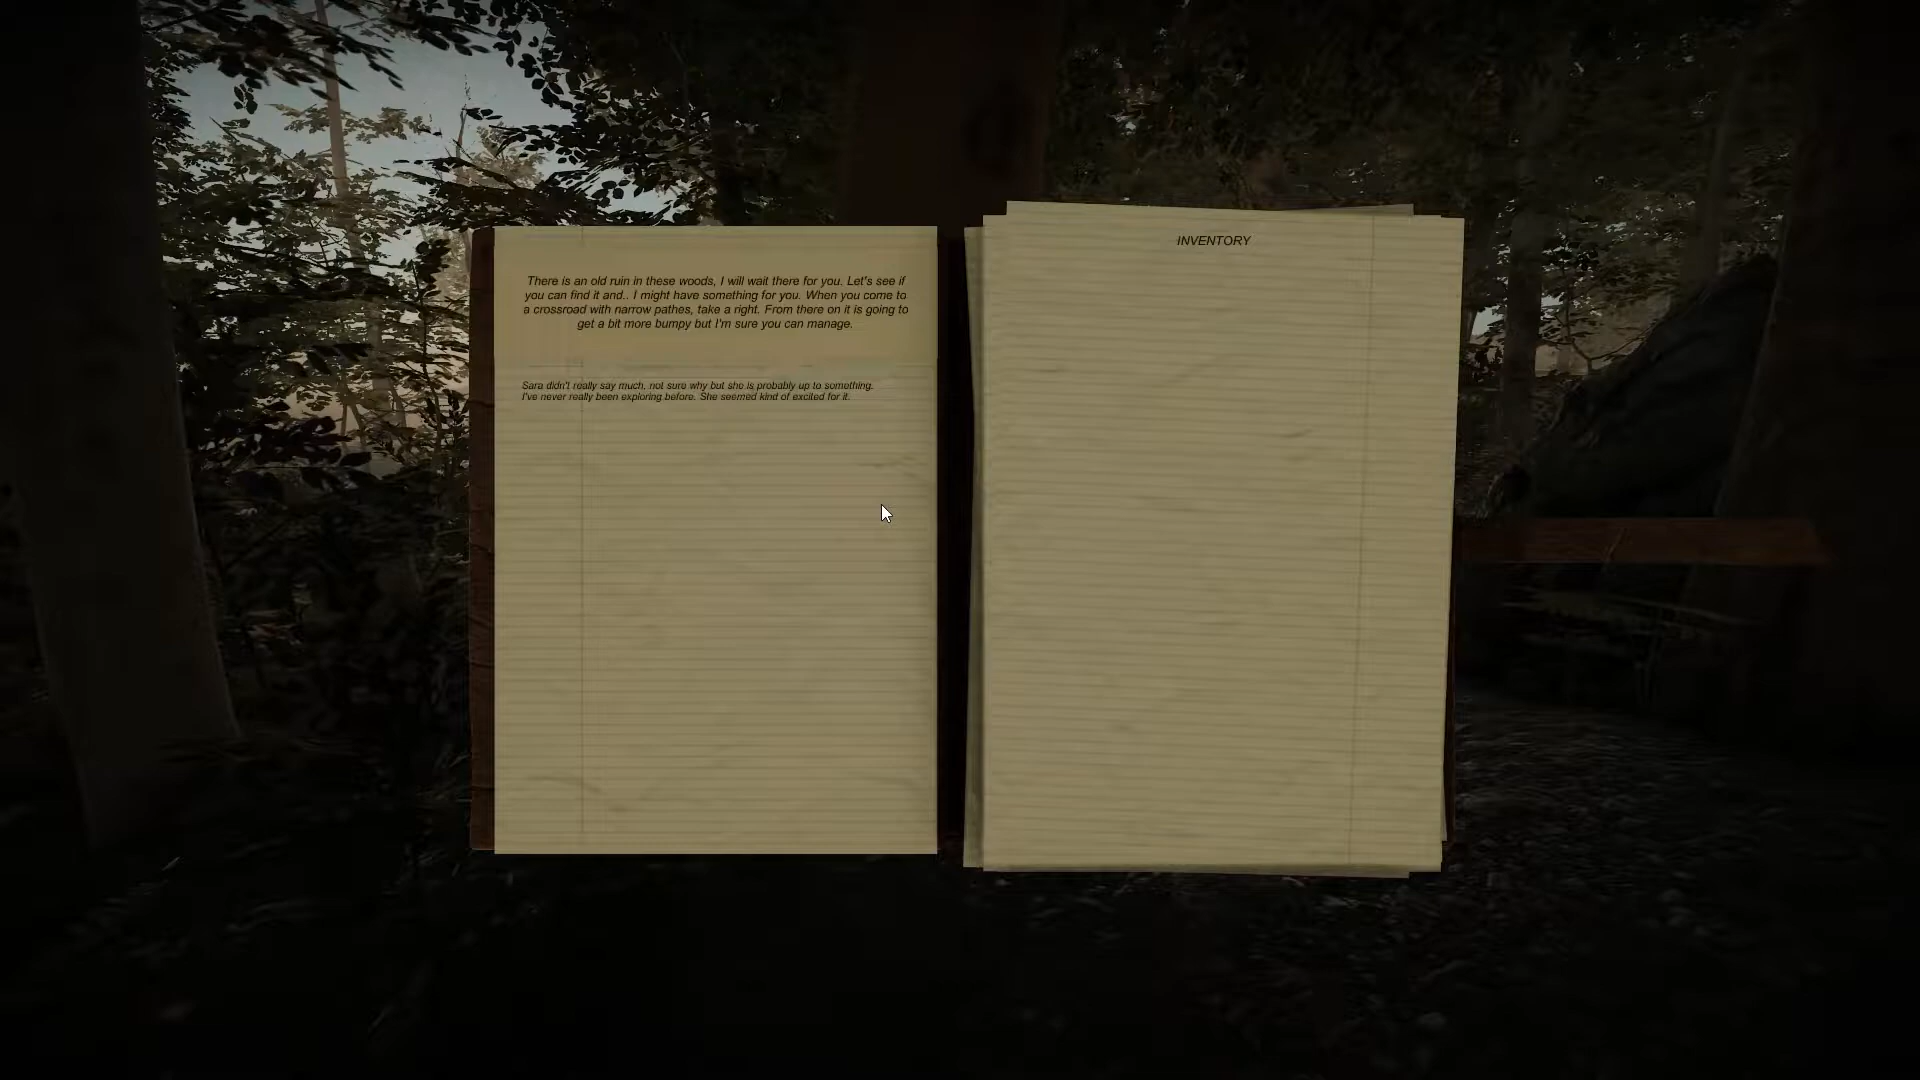 There is an old ruin in these woods, I will wait there for you. Let's see if
you can find it and.. I might have something for you. When you come to
a crossroad with narrow pathes, take a right. From there on it is going to
get a bit more bumpy but I'm sure you can manage.
Sara didn't really say much, not sure why but she is probably up to something.
I've never really been exploring before. She seemed kind of excited for it.
INVENTORY